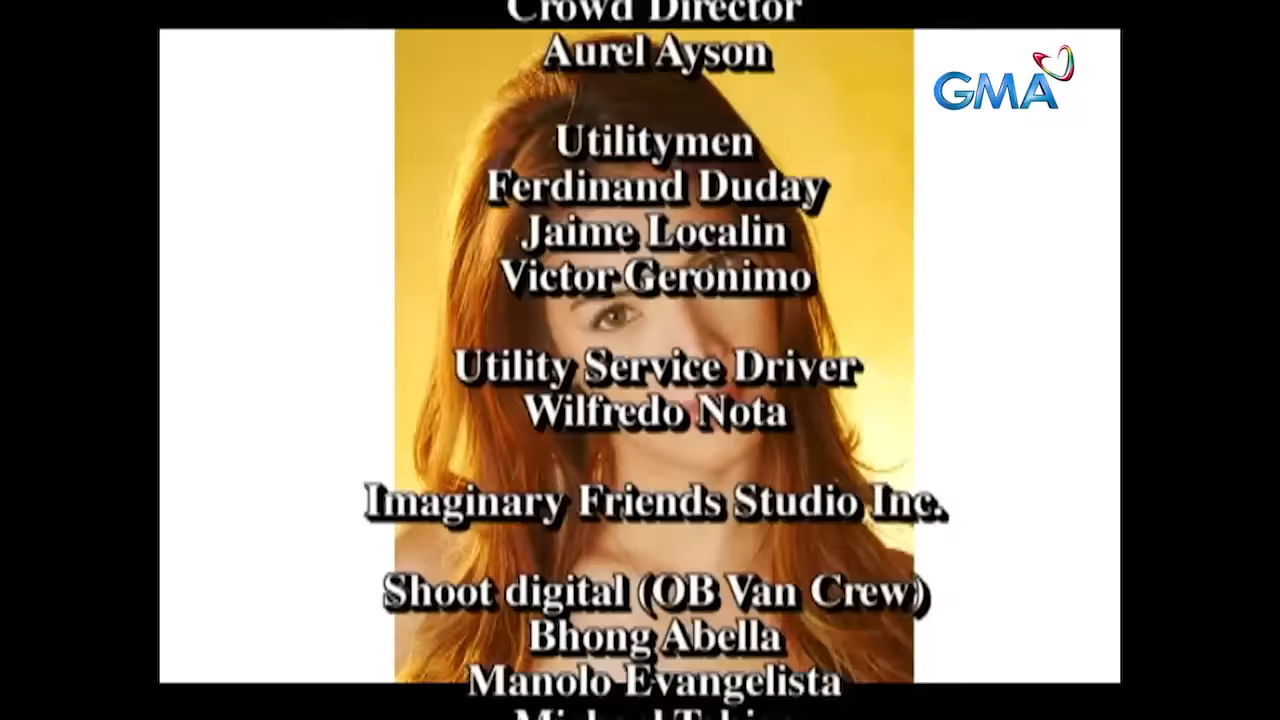 Crowd Director
Aurel Ayson
GMA
Utilitymen
Ferdinand Duday
Jaime Localin
Victor Geronimo
Utility Service Driver
Wilfredo Nota
Imaginary Friends Studio Inc.
Shoot digital (OB Van Crew)
Bhong Abella
Manolo Evangelista